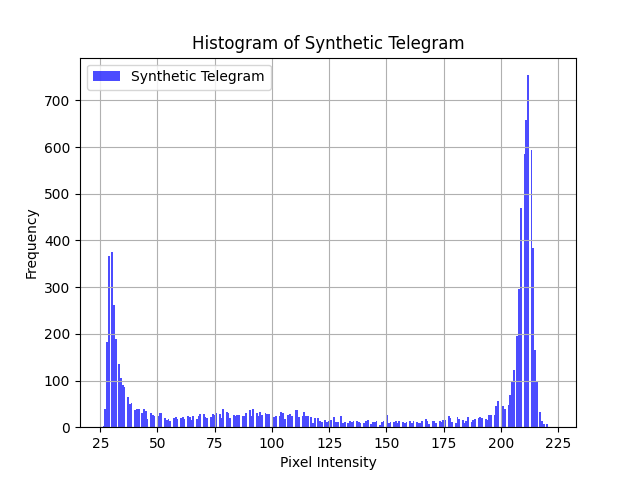 Histogram of Synthetic Telegram
Synthetic Telegram
Frequency
700
600
500
400
300
200
100
0
25 50 75 100 125 150 175 200 225
Pixel Intensity